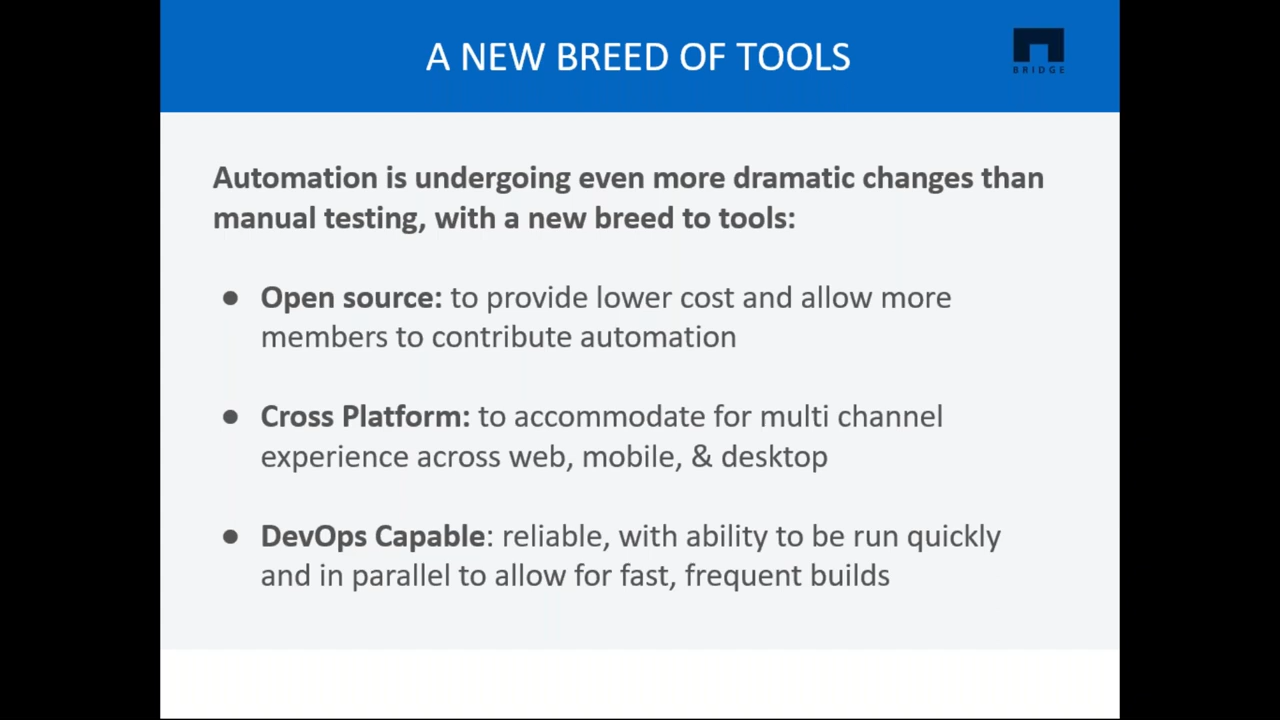 A NEW BREED OF TOOLS
BRIDGE
Automation is undergoing even more dramatic changes than
manual testing, with a new breed to tools:
● Open source: to provide lower cost and allow more
members to contribute automation
● Cross Platform: to accommodate for multi channel
experience across web, mobile, & desktop
● DevOps Capable: reliable, with ability to be run quickly
and in parallel to allow for fast, frequent builds